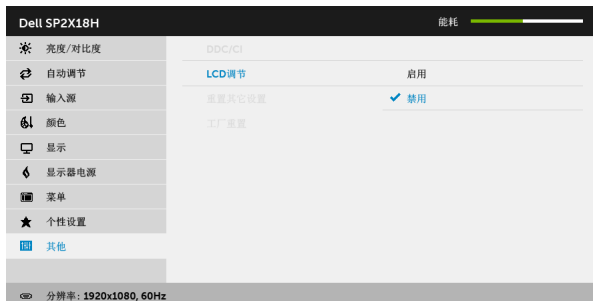 Dell SP2X18H
能耗
亮度/对比度
DDC/CI
自动调节
LCD调节
启用
输入源
重置其它设置
禁用
颜色
工厂重置
显示
显示器电源
菜单
个性设置
其他
分辨率: 1920x1080, 60Hz